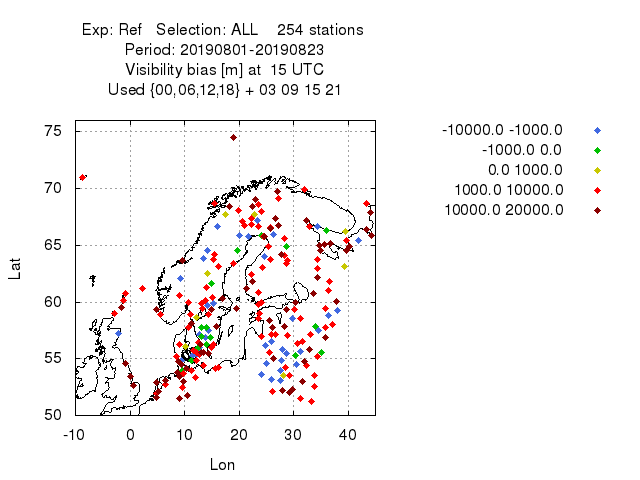 Exp: Ref Selection: ALL 254 stations
Period: 20190801-20190823
Visibility bias [m] at 15 UTC
Used {00,06,12,18} + 03 09 15 21
-10000.0 -1000.0
-1000.0 0.0
0.0 1000.0
1000.0 10000.0
10000.0 20000.0
75
70
65
60
55
50
Lat
-10 0 10 20 30 40
Lon